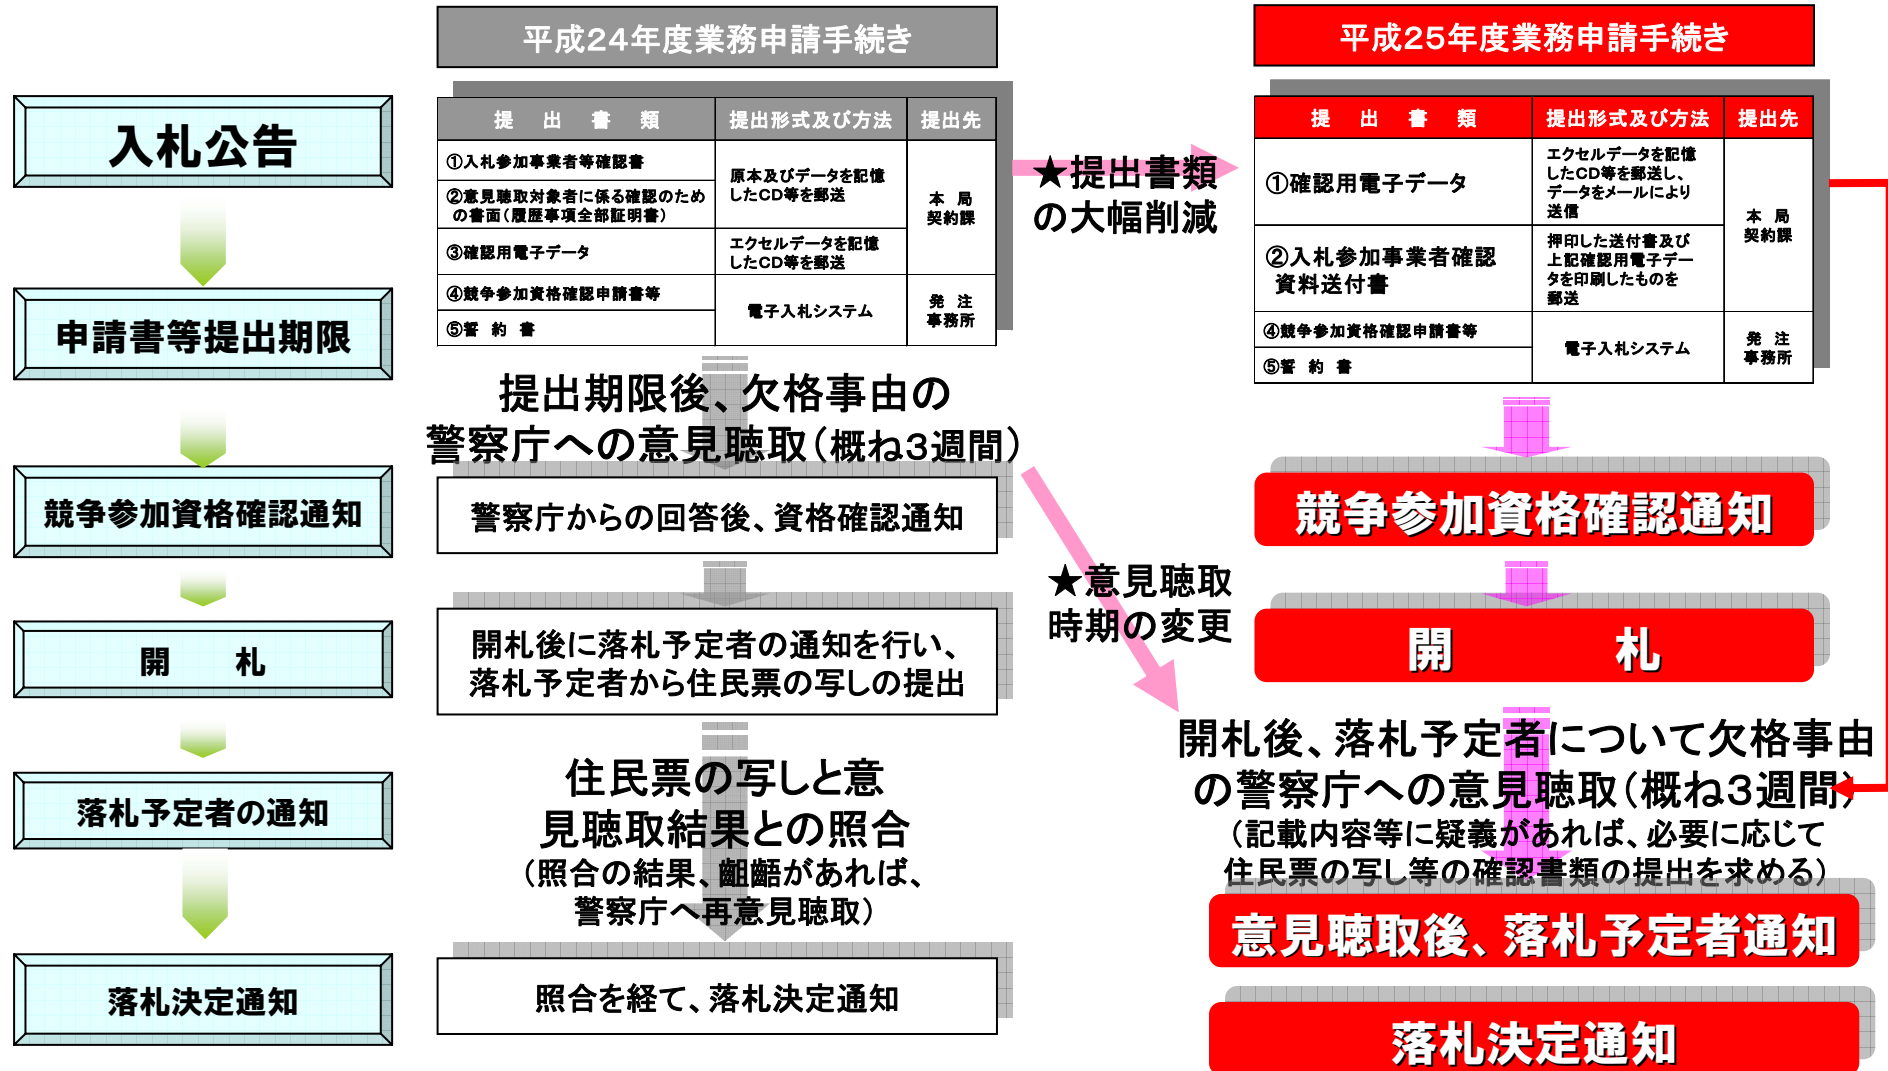 入札公告
申請書等提出期限
競争参加資格確認通知
開　　札
落札予定者の通知
落札決定通知
平成24年度業務申請手続き
提　出　書　類
提出形式及び方法
提出先
①入札参加事業者等確認書
②意見聴取対象者に係る確認のため
の書面(履歴事項全部証明書)
③確認用電子データ
④競争参加資格確認申請書等
⑤誓　約　書
原本及びデータを記憶
したCD等を郵送
エクセルデータを記憶
したCD等を郵送
電子入札システム
本　局
契約課
発　注
事務所
提出期限後、欠格事由の
警察庁への意見聴取(概ね3週間)
警察庁からの回答後、資格確認通知
開札後に落札予定者の通知を行い、
落札予定者から住民票の写しの提出
住民票の写しと意
見聴取結果との照合
(照合の結果、齟齬があれば、
警察庁へ再意見聴取)
照合を経て、落札決定通知
★提出書類
の大幅削減
★意見聴取
時期の変更
平成25年度業務申請手続き
提　出　書　類
提出形式及び方法
提出先
①確認用電子データ
エクセルデータを記憶
したCD等を郵送し、
データをメールにより
送信
②入札参加事業者確認
資料送付書
押印した送付書及び
上記確認用電子デー
タを印刷したものを
郵送
本　局
契約課
④競争参加資格確認申請書等
⑤誓　約　書
電子入札システム
発　注
事務所
競争参加資格確認通知
開　　　札
開札後、落札予定者について欠格事由
の警察庁への意見聴取(概ね3週間)
(記載内容等に疑義があれば、必要に応じて
住民票の写し等の確認書類の提出を求める)
意見聴取後、落札予定者通知
落札決定通知